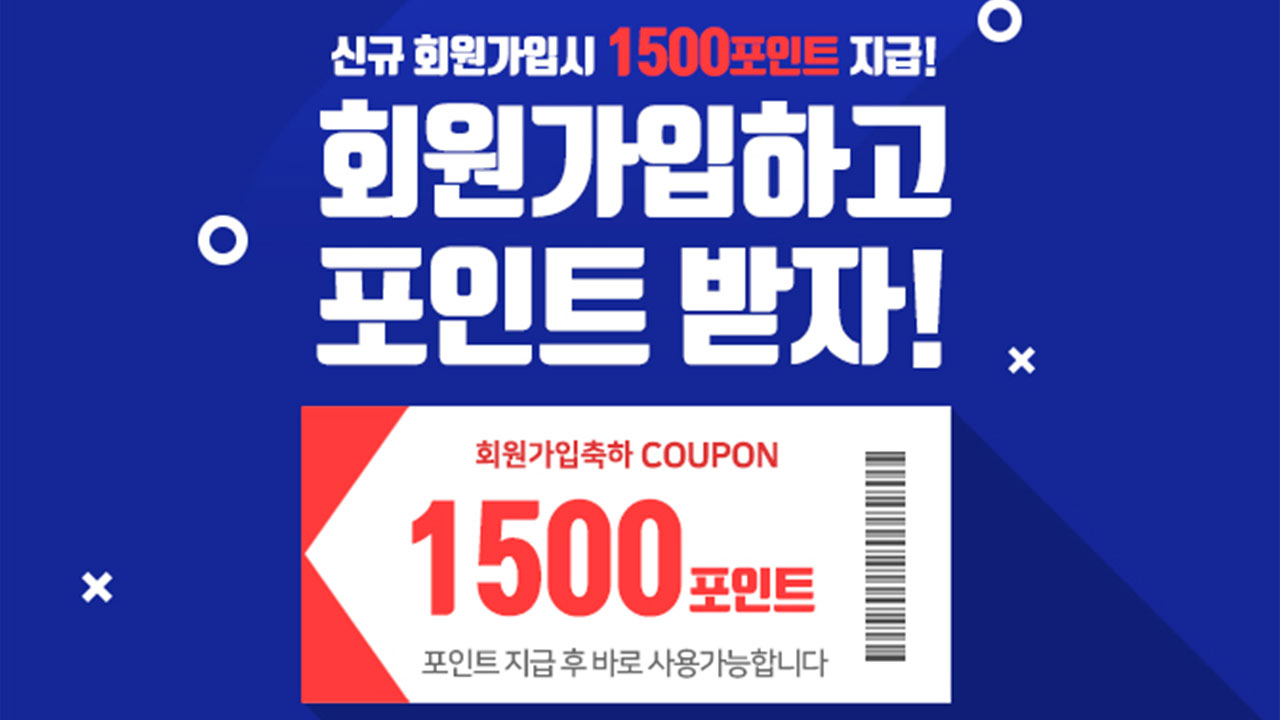 신규 회원가입시 1500포인트 지급!
회원가입하고
포인트 받자!
회원가입축하 COUPON
1500포인트
포인트 지급 후 바로 사용가능합니다